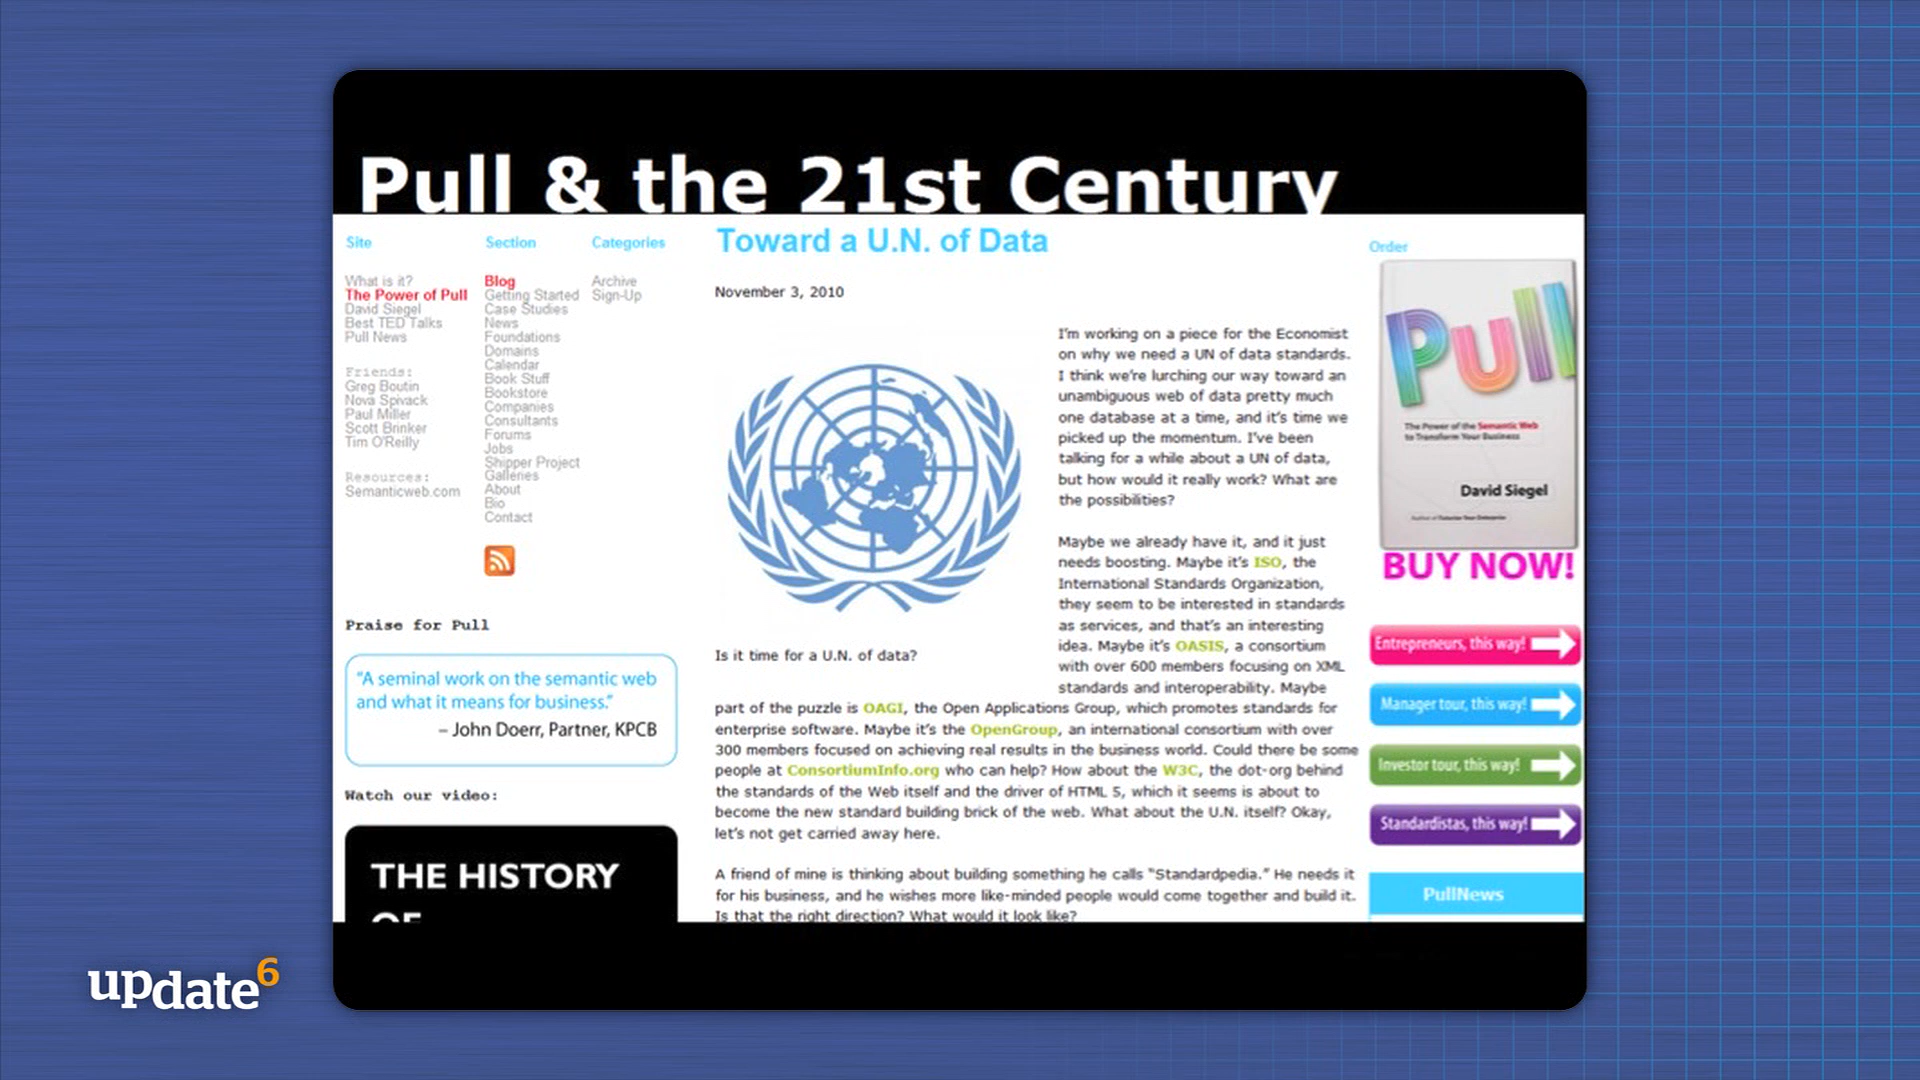 Pull & the 21st Century
Site
What is it?
The Power of Pull
David Siegel
Best TED Talks
Pull News
Friends:
Greg Boutin
Nova Spivack
Paul Miller
Scott Brinker
Tim O'Reilly
Resources:
Semanticweb.com
Section
Blog
Getting Started
Case Studies
News
Foundations
Domains
Calendar
Book Stuff
Bookstore
Companies
Consultants
Forums
Jobs
Shipper Project
Galleries
About
Bio
Contact
Categories
Archive
Sign-Up
Praise for Pull
“A seminal work on the semantic web
and what it means for business.”
– John Doerr, Partner, KPCB
Watch our video:
THE HISTORY
OF
Toward a U.N. of Data
November 3, 2010
I’m working on a piece for the Economist
on why we need a UN of data standards.
I think we’re lurching our way toward an
unambiguous web of data pretty much
one database at a time, and it’s time we
picked up the momentum. I’ve been
talking for a while about a UN of data,
but how would it really work? What are
the possibilities?
Maybe we already have it, and it just
needs boosting. Maybe it’s ISO, the
International Standards Organization,
they seem to be interested in standards
as services, and that’s an interesting
idea. Maybe it’s OASIS, a consortium
with over 600 members focusing on XML
standards and interoperability. Maybe
Is it time for a U.N. of data?
part of the puzzle is OAGI, the Open Applications Group, which promotes standards for
enterprise software. Maybe it’s the OpenGroup, an international consortium with over
300 members focused on achieving real results in the business world. Could there be some
people at ConsortiumInfo.org who can help? How about the W3C, the dot-org behind
the standards of the Web itself and the driver of HTML 5, which it seems is about to
become the new standard building brick of the web. What about the U.N. itself? Okay,
let’s not get carried away here.
A friend of mine is thinking about building something he calls “Standardpedia.” He needs it
for his business, and he wishes more like-minded people would come together and build it.
Is that the right direction? What would it look like?
Order
Pull
The Power of the Semantic Web
to Transform Your Business
David Siegel
BUY NOW!
Entrepreneurs, this way!
Manager tour, this way!
Investor tour, this way!
Standardistas, this way!
PullNews
update6